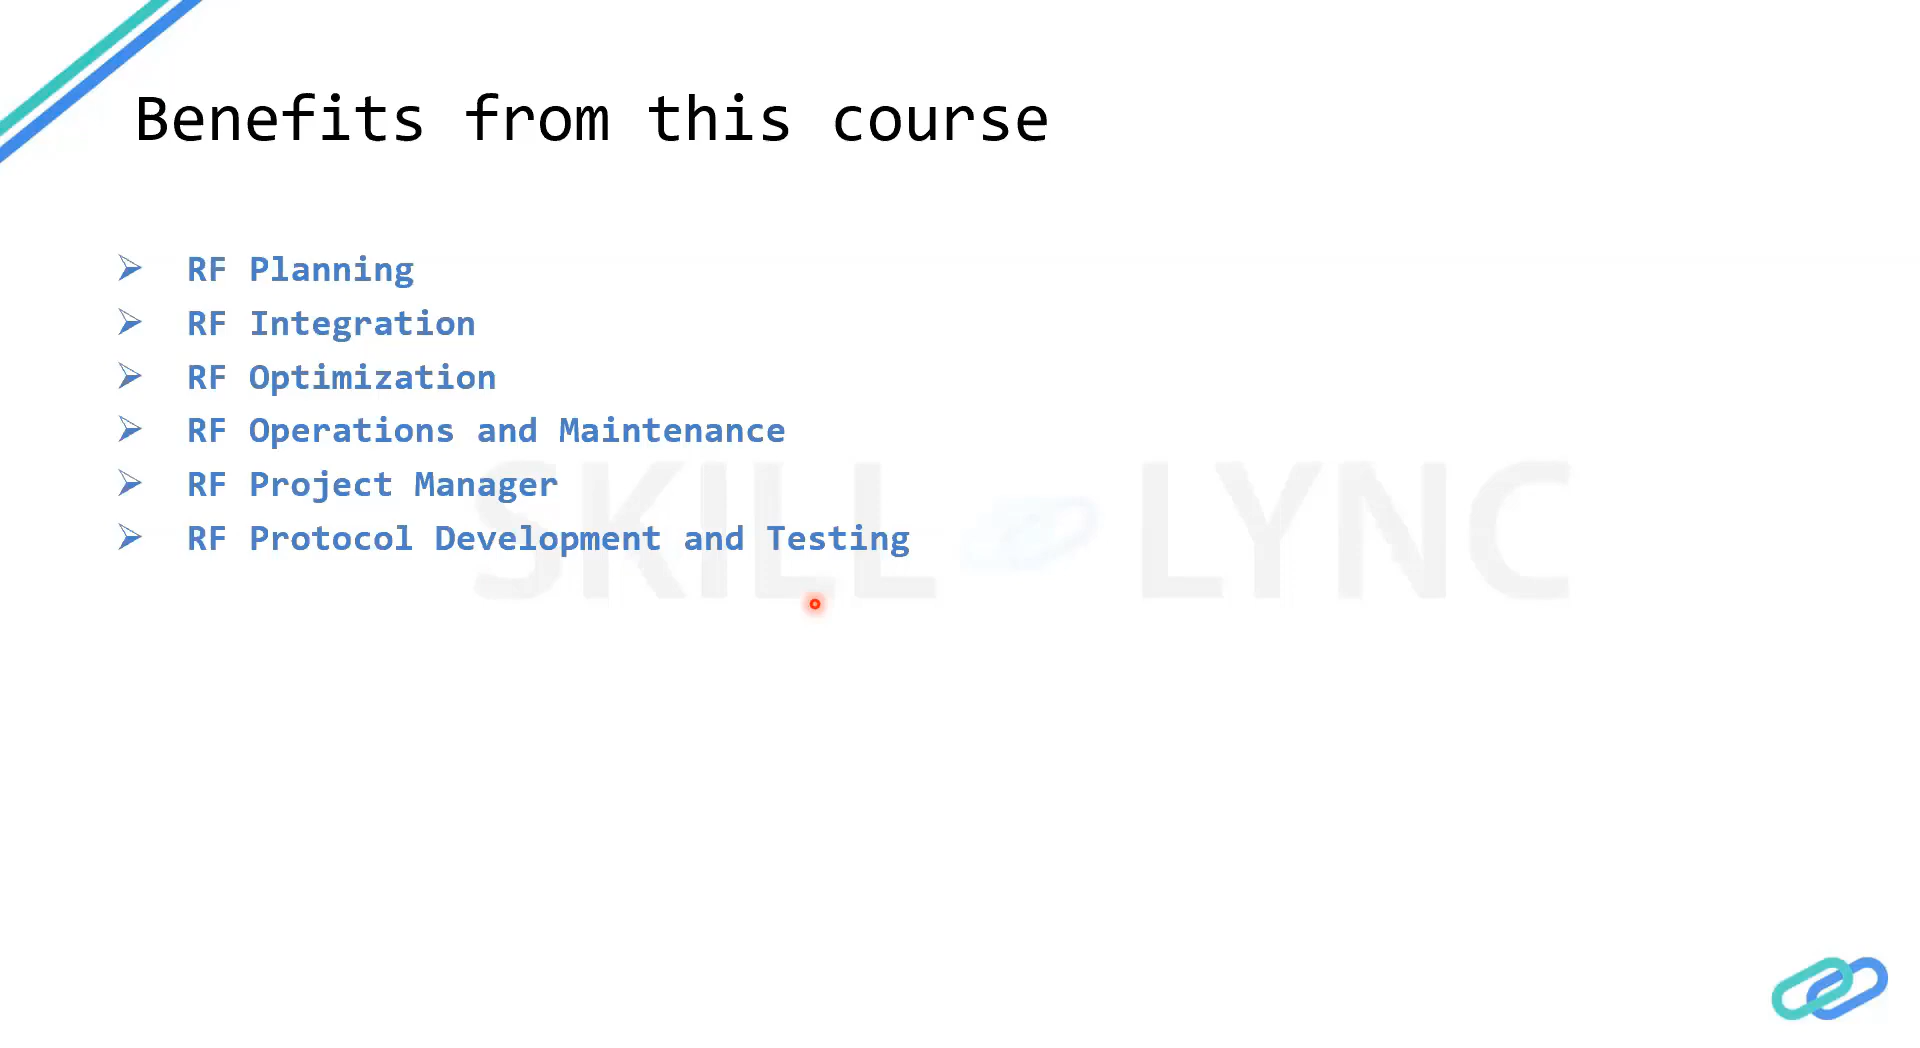 Benefits from this course
RF Planning
RF Integration
RF Optimization
RF Operations and Maintenance
RF Project Manager
RF Protocol Development and Testing
SKILL LYNC